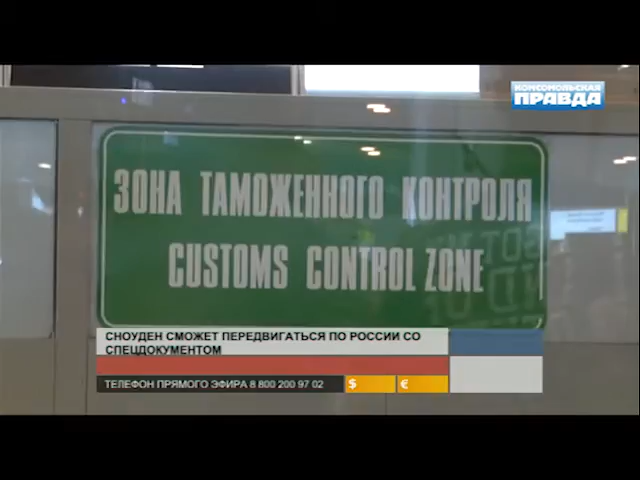 КОМСОМОЛЬСКАЯ
ПРАВДА
ЗОНА ТАМОЖЕННОГО КОНТРОЛЯ
CUSTOMS CONTROL ZONE
СНОУДЕН СМОЖЕТ ПЕРЕДВИГАТЬСЯ ПО РОССИИ СО
СПЕЦДОКУМЕНТОМ
ТЕЛЕФОН ПРЯМОГО ЭФИРА 8 800 200 97 02
$ €